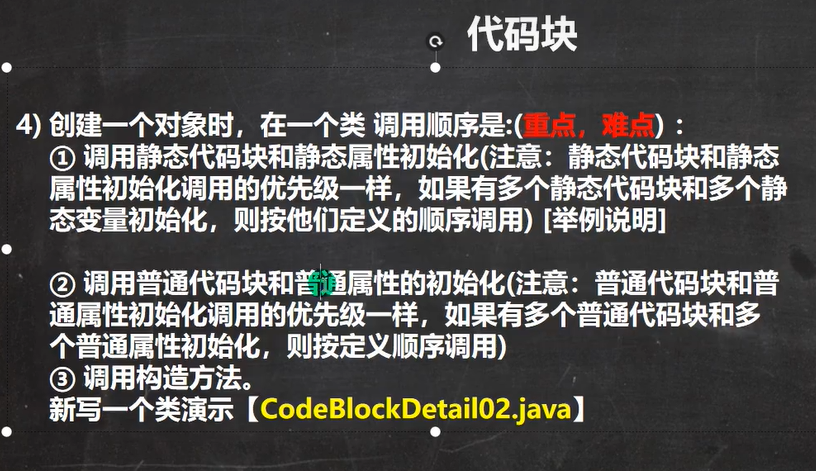 代码块
4) 创建一个对象时，在一个类 调用顺序是:(重点，难点) ：
① 调用静态代码块和静态属性初始化(注意：静态代码块和静态
属性初始化调用的优先级一样，如果有多个静态代码块和多个静
态变量初始化，则按他们定义的顺序调用) [举例说明]
② 调用普通代码块和普通属性的初始化(注意：普通代码块和普
通属性初始化调用的优先级一样，如果有多个普通代码块和多
个普通属性初始化，则按定义顺序调用)
③ 调用构造方法。
新写一个类演示【CodeBlockDetail02.java】